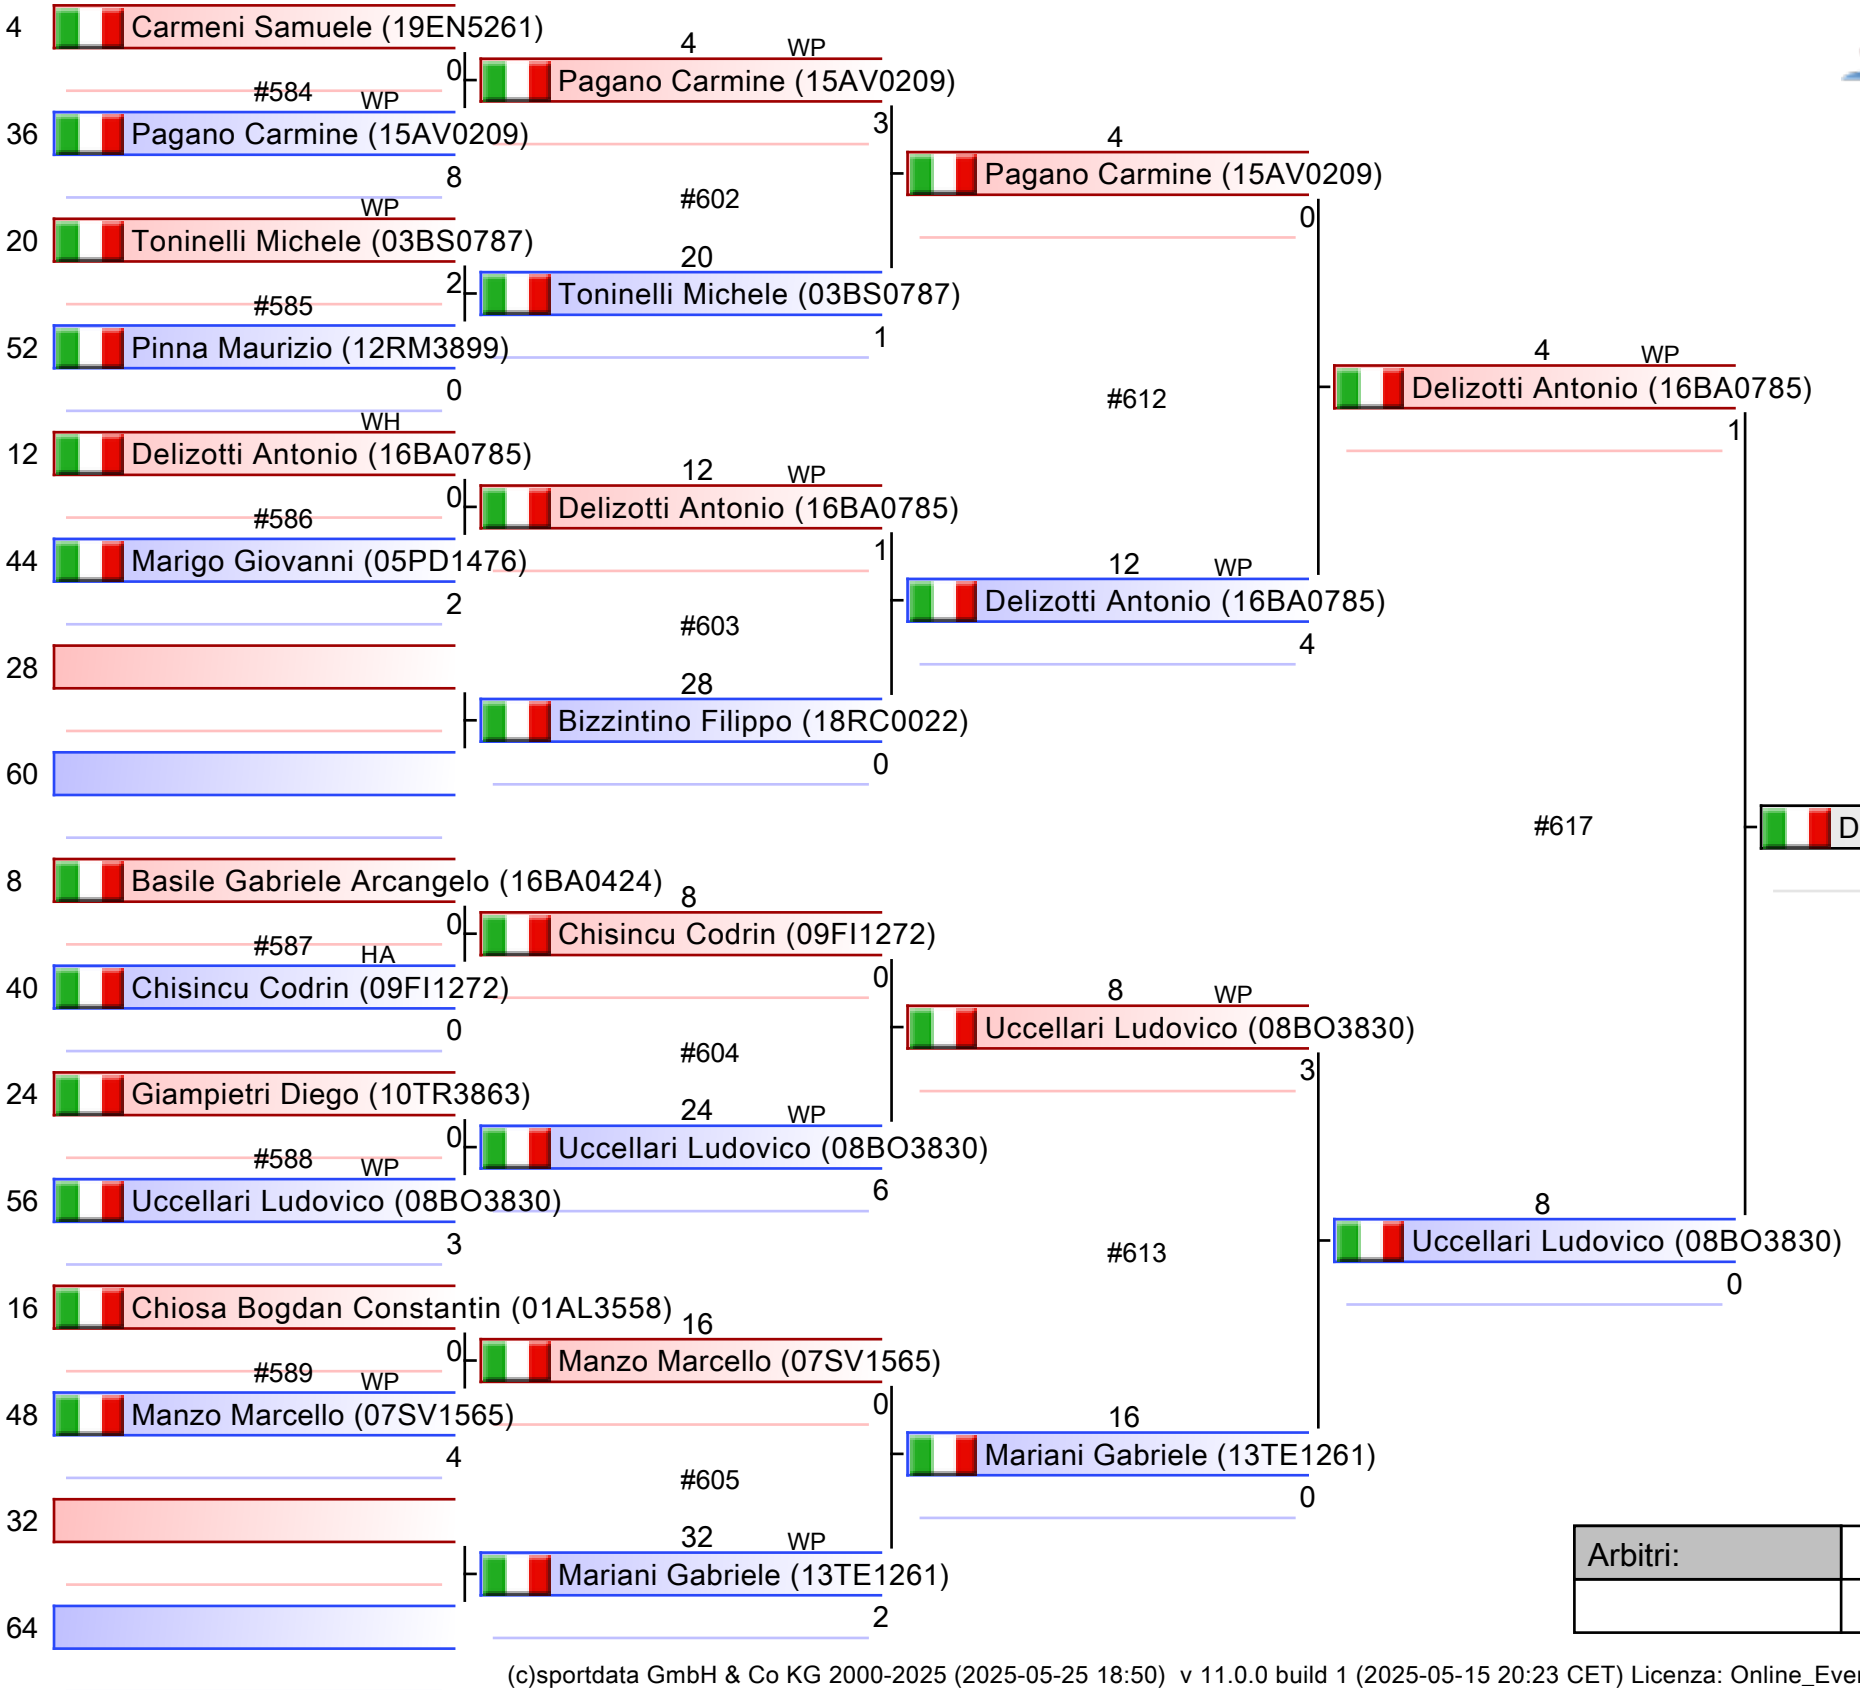 4 Carmeni Samuele (19EN5261)
0
4 WP
Pagano Carmine (15AV0209)
#584 WP
36 Pagano Carmine (15AV0209)
8
3
#602
4
Pagano Carmine (15AV0209)
0
WP
20 Toninelli Michele (03BS0787)
2
20
Toninelli Michele (03BS0787)
#585
52 Pinna Maurizio (12RM3899)
0
1
#612
4 WP
Delizotti Antonio (16BA0785)
1
WH
12 Delizotti Antonio (16BA0785)
0
12 WP
Delizotti Antonio (16BA0785)
#586
44 Marigo Giovanni (05PD1476)
2
1
#603
12 WP
Delizotti Antonio (16BA0785)
4
28
28
Bizzintino Filippo (18RC0022)
0
60
#617
D
8 Basile Gabriele Arcangelo (16BA0424)
0
8
Chisincu Codrin (09FI1272)
#587 HA
40 Chisincu Codrin (09FI1272)
0
0
#604
8 WP
Uccellari Ludovico (08BO3830)
3
24 Giampietri Diego (10TR3863)
0
24 WP
Uccellari Ludovico (08BO3830)
#588 WP
56 Uccellari Ludovico (08BO3830)
3
6
#613
8
Uccellari Ludovico (08BO3830)
0
16 Chiosa Bogdan Constantin (01AL3558)
0
16
Manzo Marcello (07SV1565)
#589 WP
48 Manzo Marcello (07SV1565)
4
0
#605
16
Mariani Gabriele (13TE1261)
0
32
32 WP
Mariani Gabriele (13TE1261)
2
64
Arbitri:
(c)sportdata GmbH & Co KG 2000-2025 (2025-05-25 18:50) v 11.0.0 build 1 (2025-05-15 20:23 CET) Licenza: Online_Eve